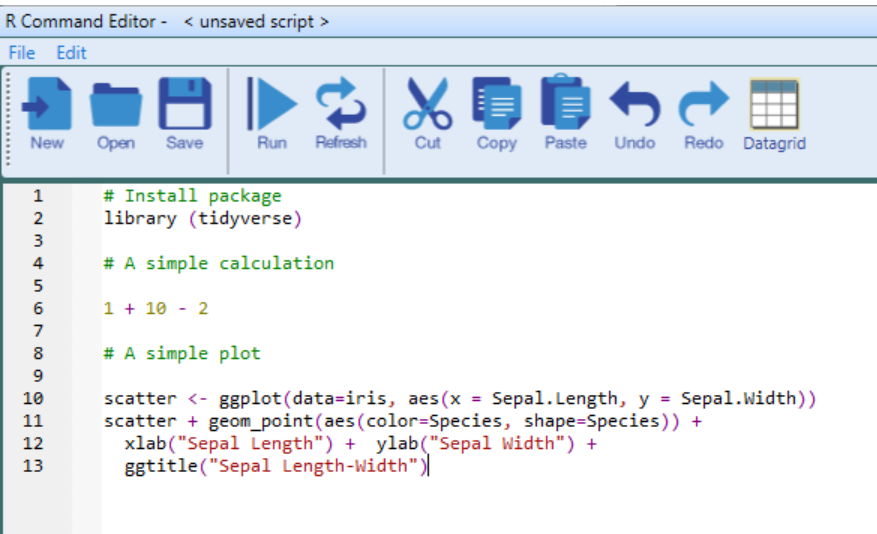 R Command Editor -   < unsaved script >
File   Edit
New   Open   Save   Run   Refresh   Cut   Copy   Paste   Undo   Redo   Datagrid
1   # Install package
2   library (tidyverse)
3
4   # A simple calculation
5
6   1 + 10 - 2
7
8   # A simple plot
9
10   scatter <- ggplot(data=iris, aes(x = Sepal.Length, y = Sepal.Width))
11   scatter + geom_point(aes(color=Species, shape=Species)) +
12     xlab("Sepal Length") +  ylab("Sepal Width") +
13     ggtitle("Sepal Length-Width")